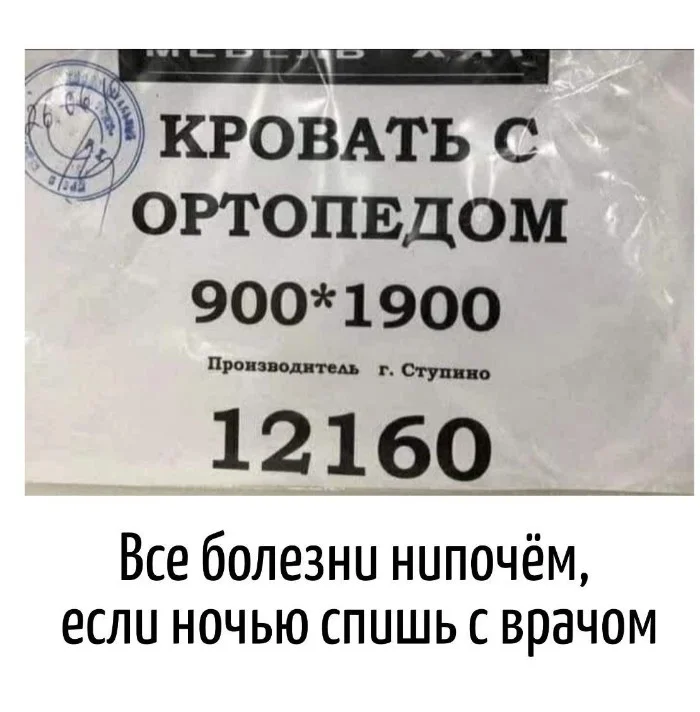 КРОВАТЬ С
ОРТОПЕДОМ
900*1900
Производитель г. Ступино
12160
Все болезни нипочём,
если ночью спишь с врачом